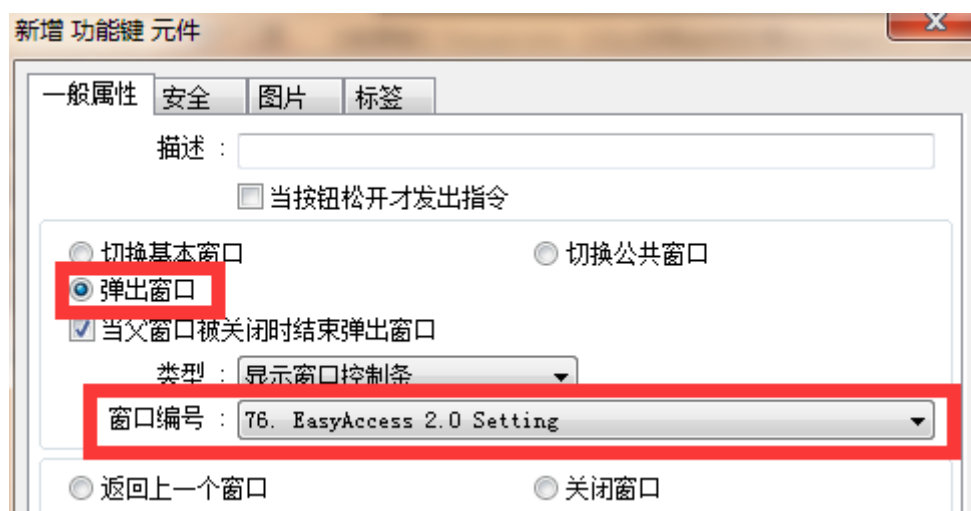 新增 功能键 元件
一般属性 安全 图片 标签
描述 :
当按钮松开才发出指令
切换基本窗口 切换公共窗口
弹出窗口
当父窗口被关闭时结束弹出窗口
类型 : 显示窗口控制条
窗口编号 : 76. EasyAccess 2.0 Setting
返回上一个窗口 关闭窗口